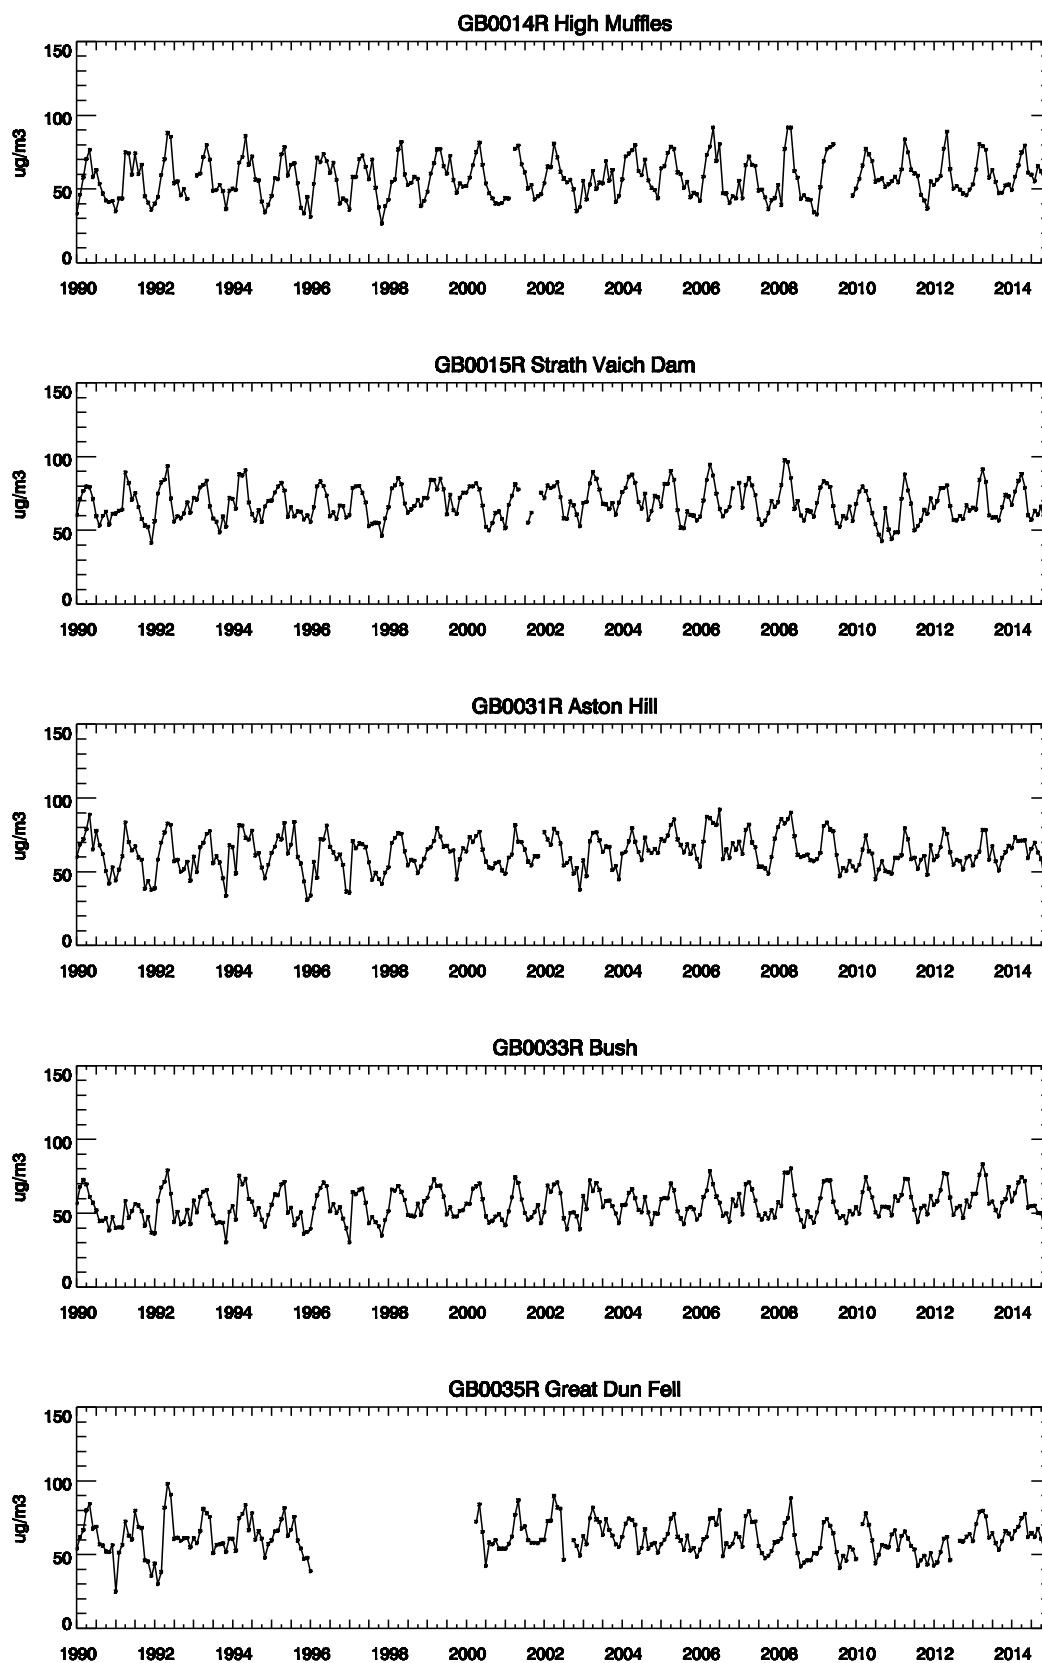 GB0014R High Muffles
150
100
ug/m3
50
0
1990 1992 1994 1996 1998 2000 2002 2004 2006 2008 2010 2012 2014
GB0015R Strath Vaich Dam
150
100
ug/m3
50
0
1990 1992 1994 1996 1998 2000 2002 2004 2006 2008 2010 2012 2014
GB0031R Aston Hill
150
100
ug/m3
50
0
1990 1992 1994 1996 1998 2000 2002 2004 2006 2008 2010 2012 2014
GB0033R Bush
150
100
ug/m3
50
0
1990 1992 1994 1996 1998 2000 2002 2004 2006 2008 2010 2012 2014
GB0035R Great Dun Fell
150
100
ug/m3
50
0
1990 1992 1994 1996 1998 2000 2002 2004 2006 2008 2010 2012 2014